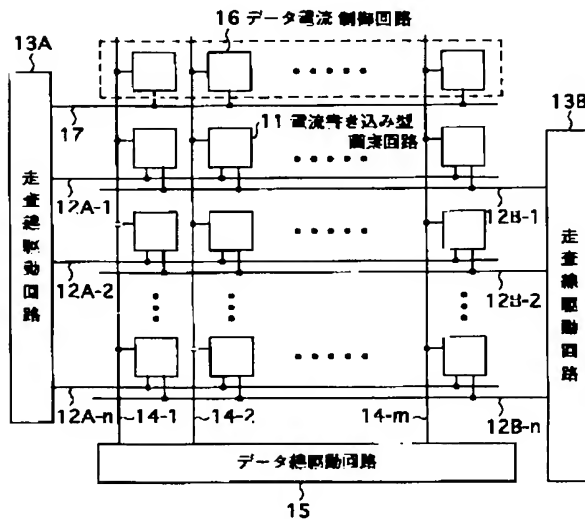 16 データ電流 制御回路
13A
13B
17
11 電流書き込み型
画素回路
12A-1
12B-1
走査線駆動回路
走査線駆動回路
12A-2
12B-2
12A-n
14-1
14-2
14-m
12B-n
データ線駆動回路
15